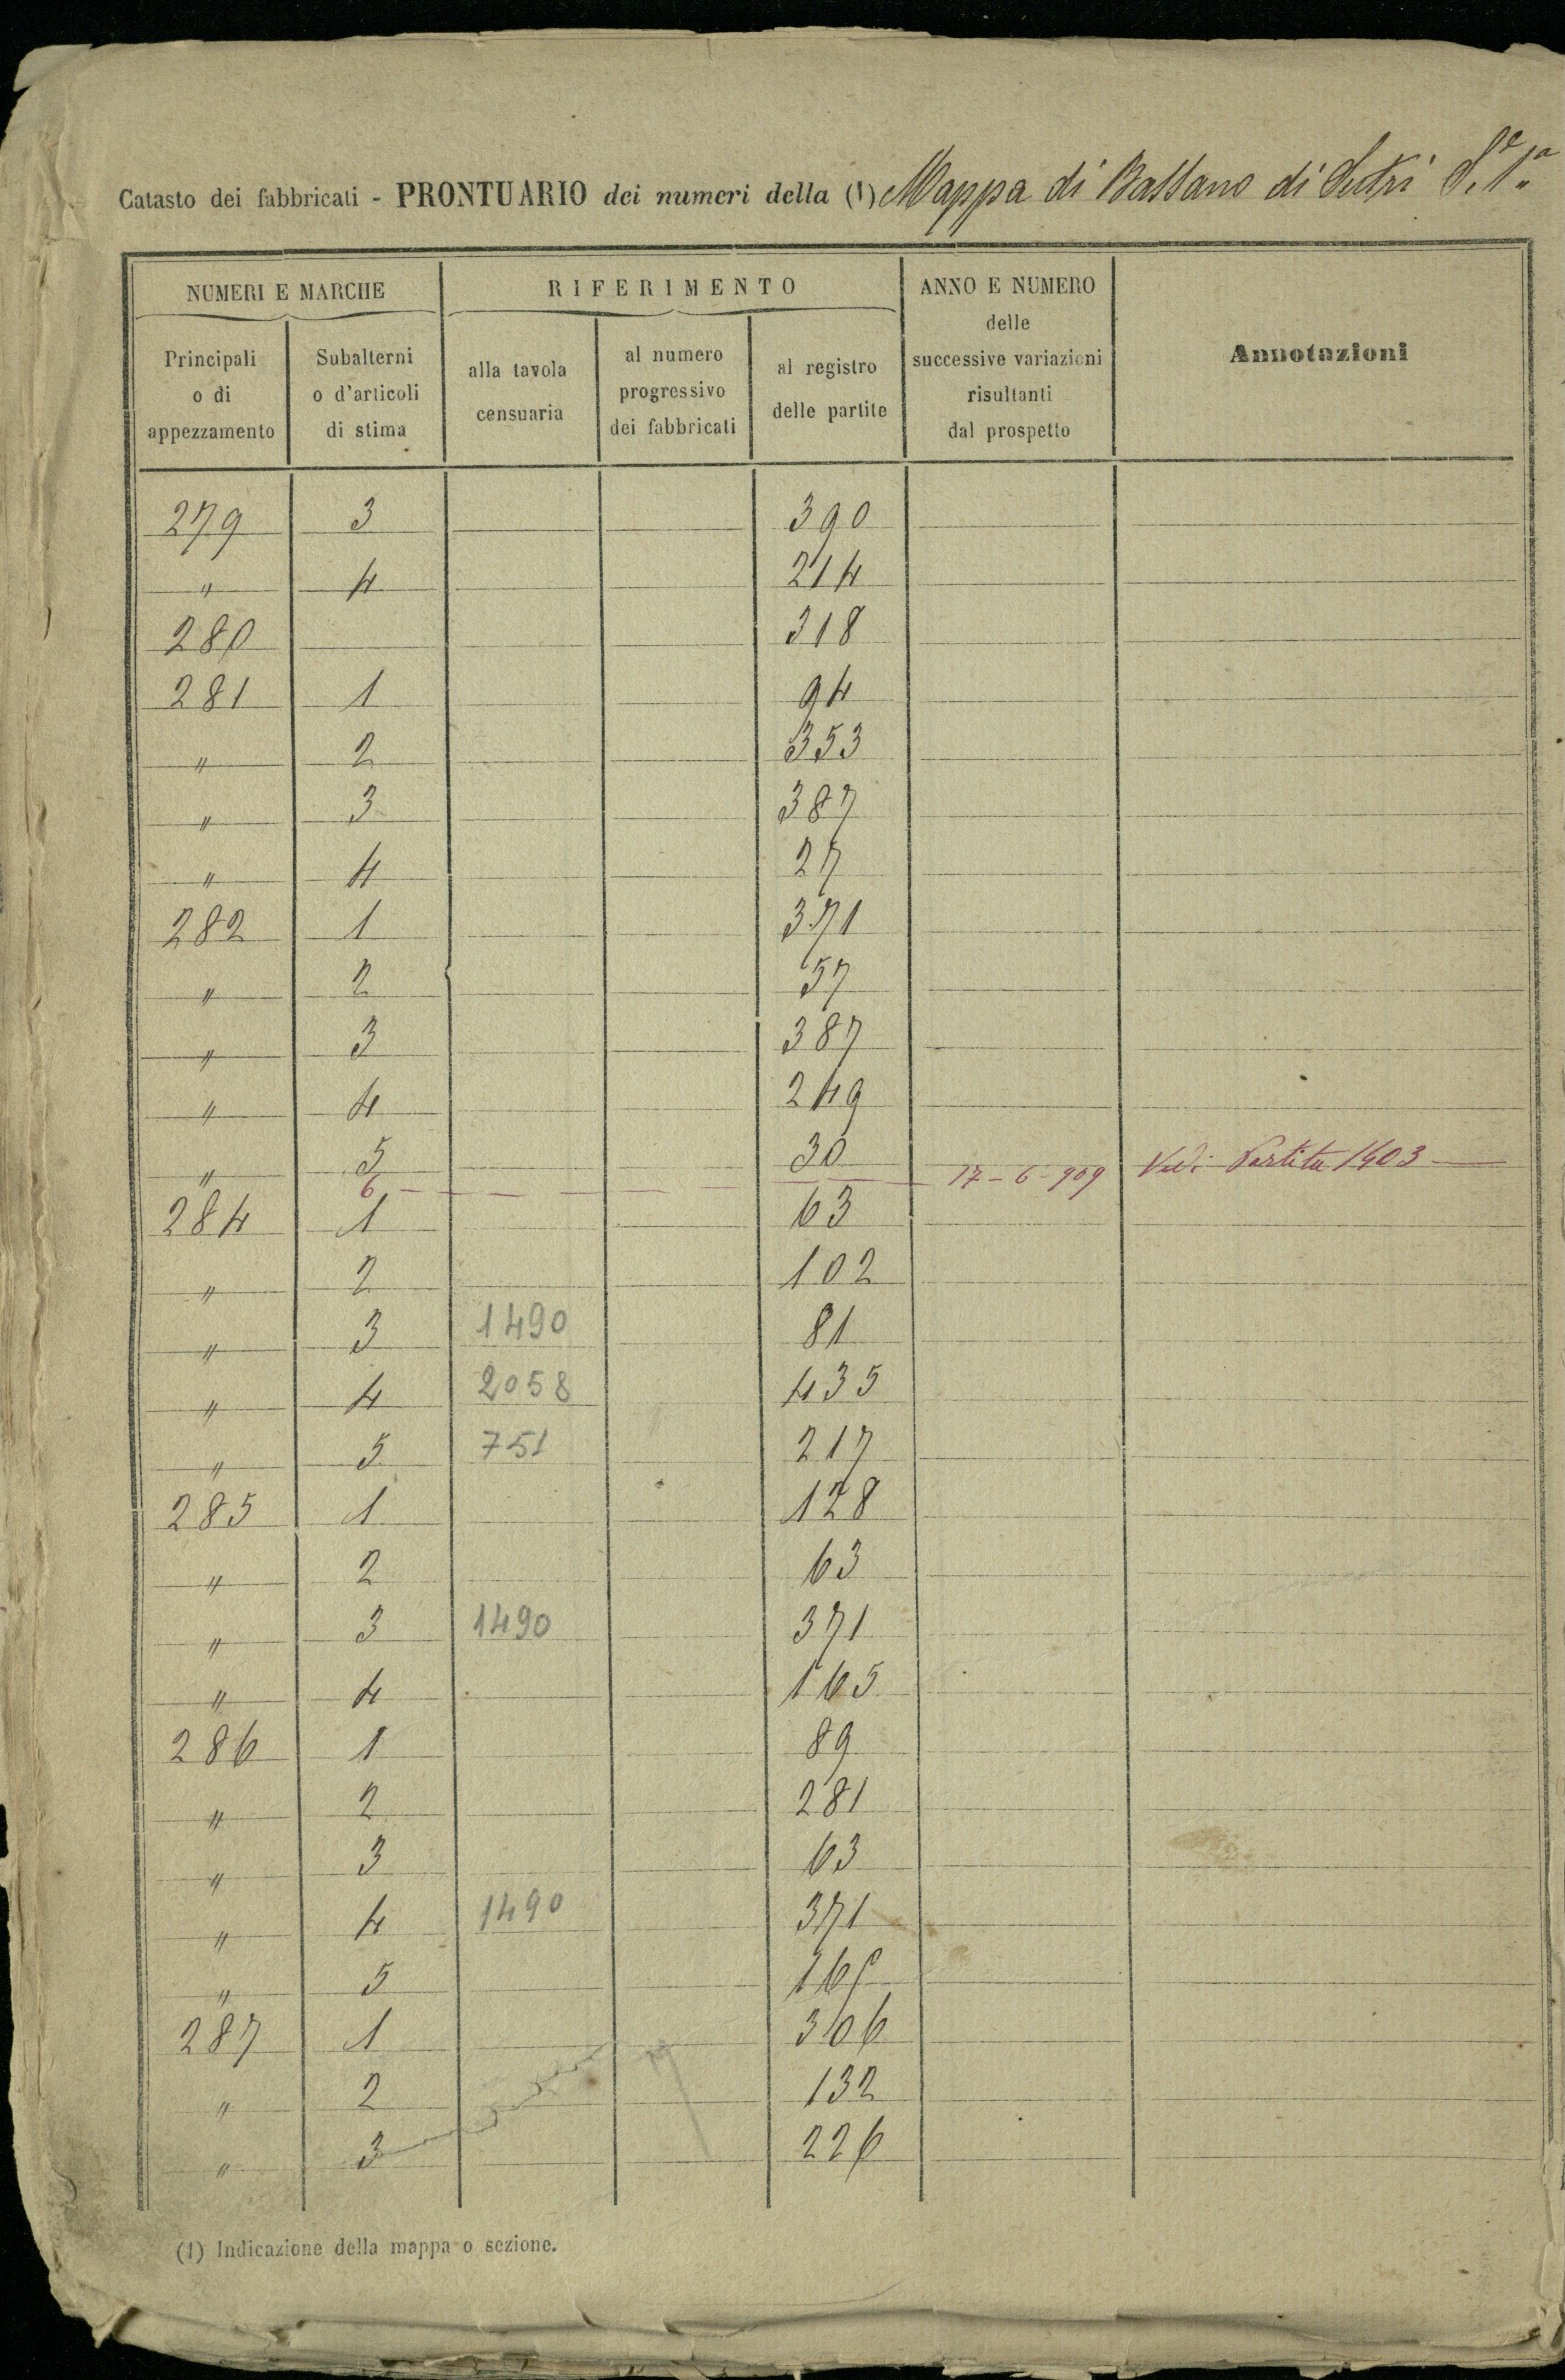 Catasto dei fabbricati - PRONTUARIO dei numeri della (1) Mappa di Bassano di Sutri S.e 1.a
NUMERI E MARCHE RIFERIMENTO ANNO E NUMERO delle successive variazioni risultanti dal prospetto Annotazioni
Principali o di appezzamento Subalterni o d'articoli di stima alla tavola censuaria al numero progressivo dei fabbricati al registro delle partite
279 3 390
" 4 214
280 318
281 1 94
" 2 353
" 3 387
" 4 27
282 1 371
" 2 57
" 3 387
" 4 249
" 5 30
6 - - - - - - - 17-6-909 Vedi Partita 1403
284 1 63
" 2 102
" 3 1490 81
" 4 2058 435
" 5 751 217
285 1 128
" 2 63
" 3 1490 371
" 4 165
286 1 89
" 2 281
" 3 63
" 4 1490 371
" 5 165
287 1 306
" 2 132
" 3 226
(1) Indicazione della mappa o sezione.